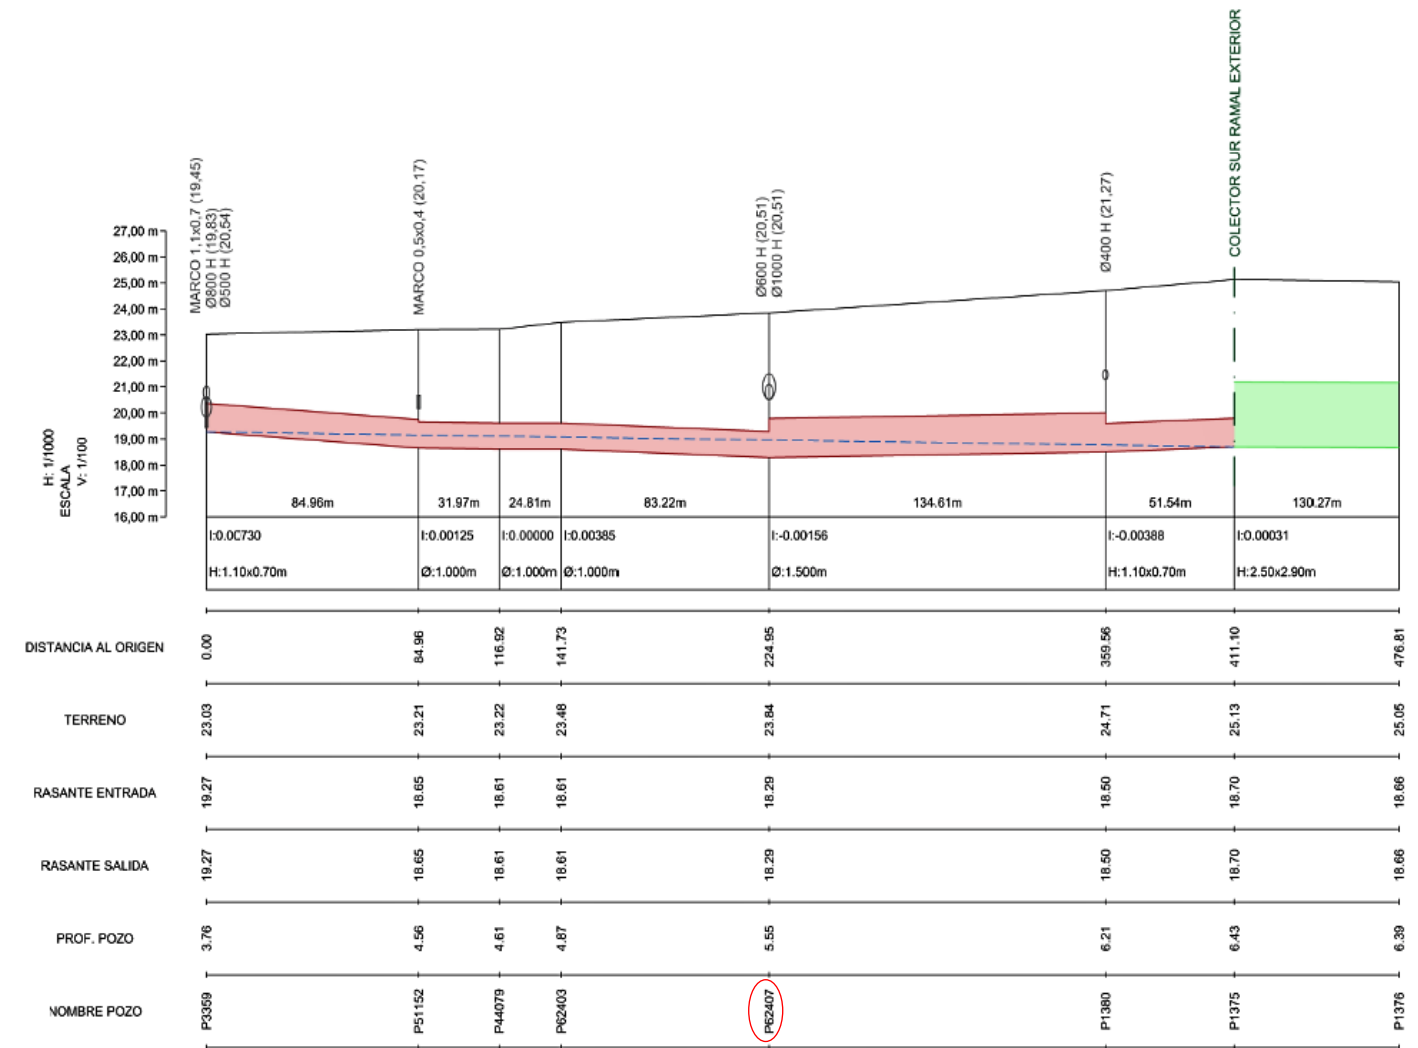 COLECTOR SUR RAMAL EXTERIOR
MARCO 1,1x0,7 (19,45)
Ø800 H (19,83)
Ø500 H (20,54)
MARCO 0,5x0,4 (20,17)
Ø600 H (20,51)
Ø1000 H (20,51)
Ø400 H (21,27)
27,00 m
26,00 m
25,00 m
24,00 m
23,00 m
22,00 m
21,00 m
20,00 m
19,00 m
18,00 m
17,00 m
16,00 m
H: 1/1000
ESCALA
V: 1/100
84.96m 31.97m 24.81m 83.22m 134.61m 51.54m 130.27m
I:0.00730 I:0.00125 I:0.00000 I:0.00385 I:-0.00156 I:-0.00388 I:0.00031
H:1.10x0.70m Ø:1.000m Ø:1.000m Ø:1.000m Ø:1.500m H:1.10x0.70m H:2.50x2.90m
DISTANCIA AL ORIGEN 0.00 84.96 116.92 141.73 224.95 359.56 411.10 476.81
TERRENO 23.03 23.21 23.22 23.48 23.84 24.71 25.13 25.05
RASANTE ENTRADA 19.27 18.65 18.61 18.61 18.29 18.50 18.70 18.66
RASANTE SALIDA 19.27 18.65 18.61 18.61 18.29 18.50 18.70 18.66
PROF. POZO 3.76 4.56 4.61 4.87 5.55 6.21 6.43 6.39
NOMBRE POZO P3359 P51152 P44079 P62403 P62407 P1380 P1375 P1376